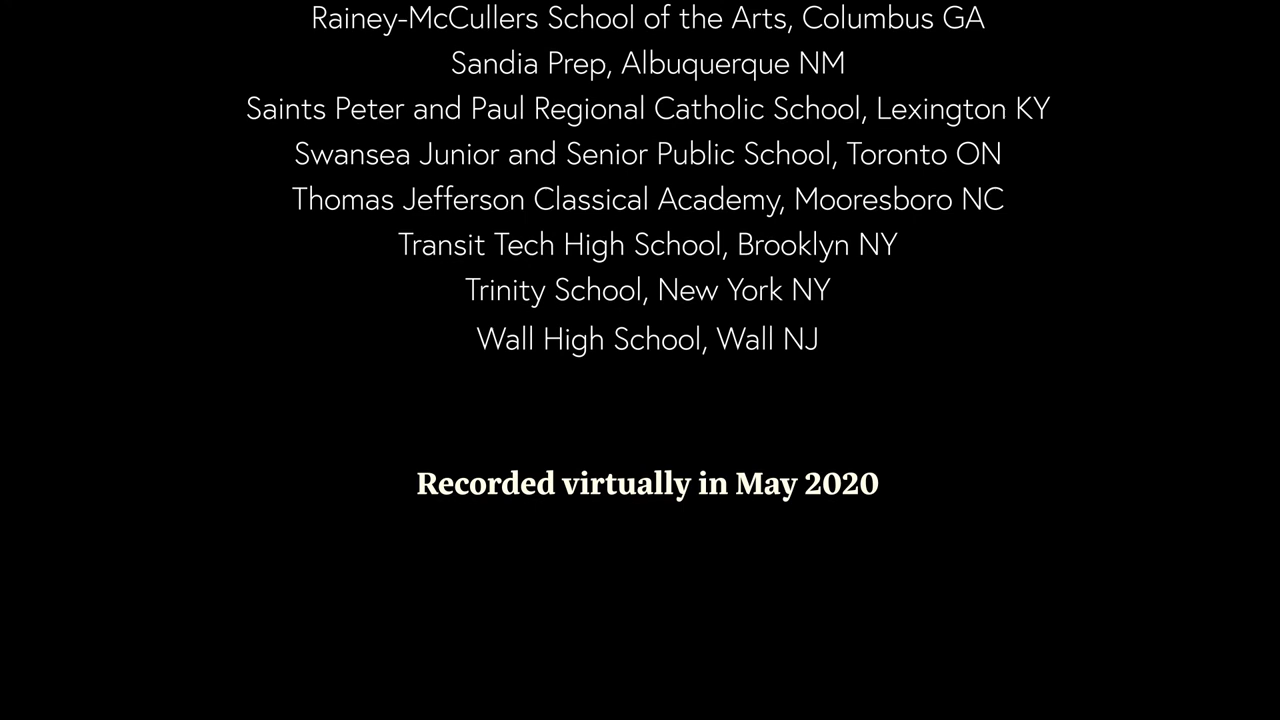 Rainey-McCullers School of the Arts, Columbus GA
Sandia Prep, Albuquerque NM
Saints Peter and Paul Regional Catholic School, Lexington KY
Swansea Junior and Senior Public School, Toronto ON
Thomas Jefferson Classical Academy, Mooresboro NC
Transit Tech High School, Brooklyn NY
Trinity School, New York NY
Wall High School, Wall NJ
Recorded virtually in May 2020